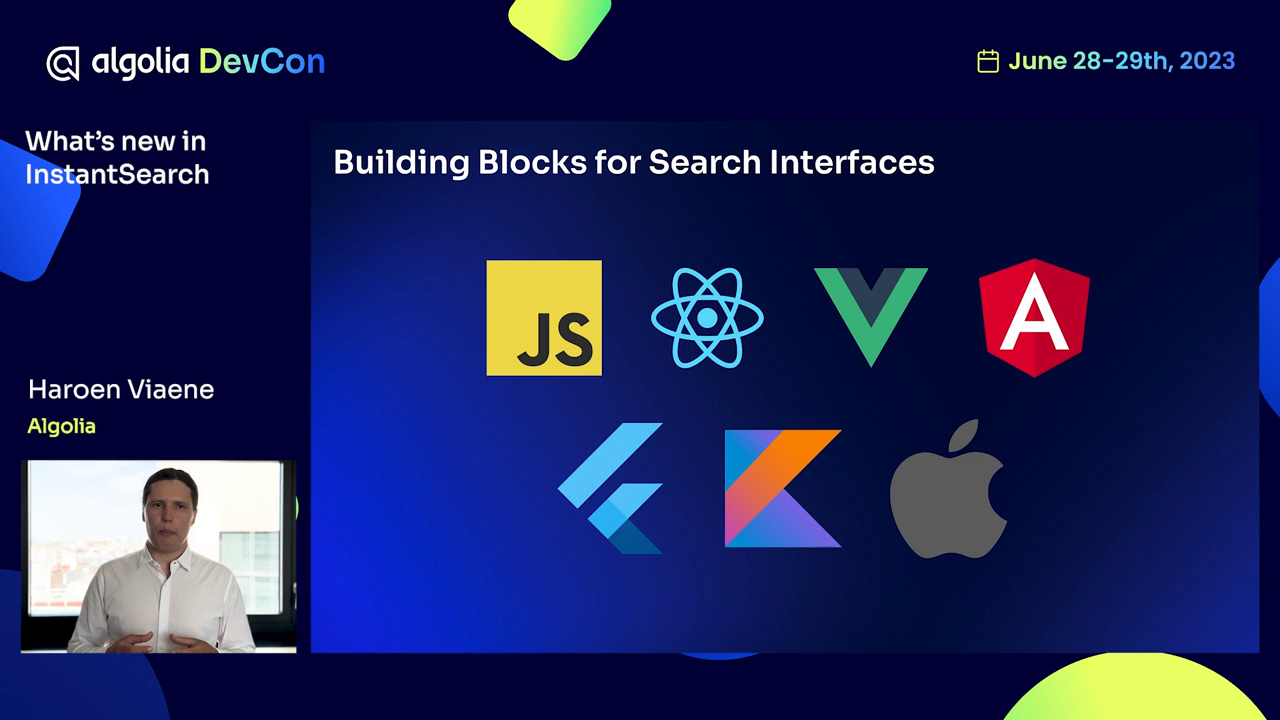 algolia DevCon
June 28-29th, 2023
What's new in
InstantSearch
Building Blocks for Search Interfaces
JS
A
Haroen Viaene
Algolia